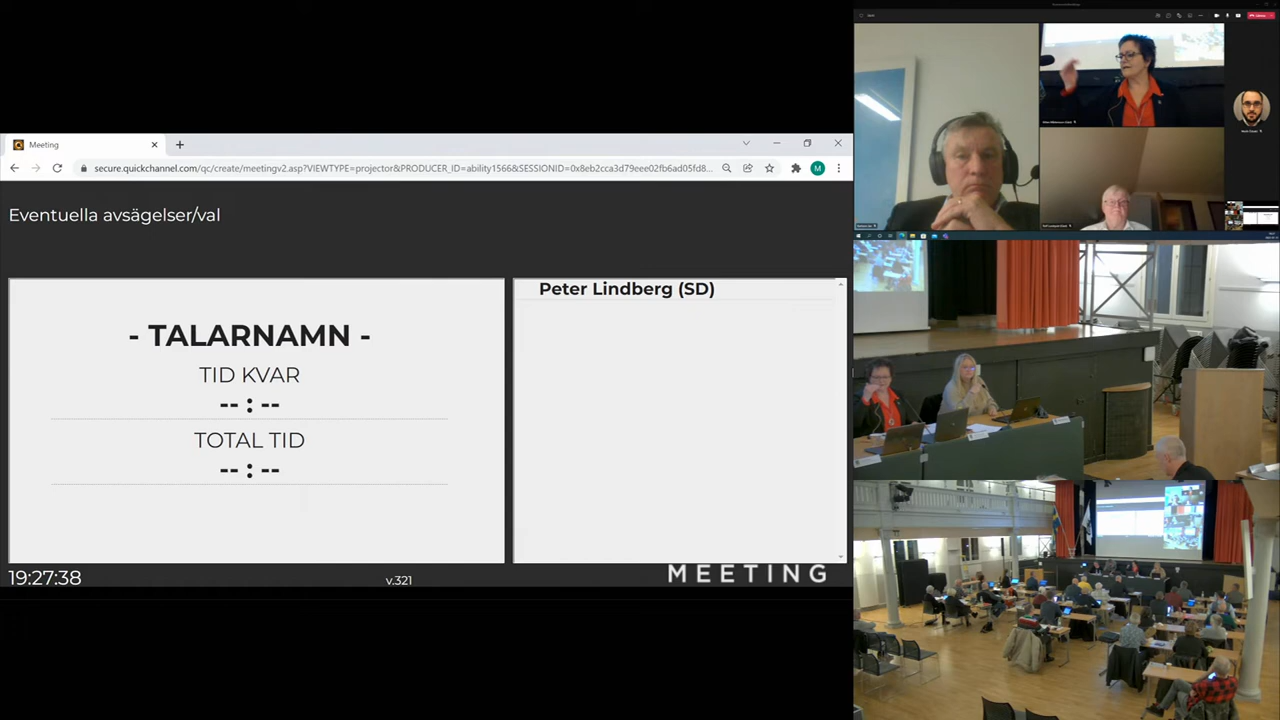 Meeting
secure.quickchannel.com/qc/create/meetingv2.asp?VIEWTYPE=projector&PRODUCER_ID=ability1566&SESSIONID=0x8eb2cca3d79eee02fb6ad05fd8...
M
Eventuella avsägelser/val
- TALARNAMN -
TID KVAR
-- : --
TOTAL TID
-- : --
Peter Lindberg (SD)
19:27:38
v.321
MEETING